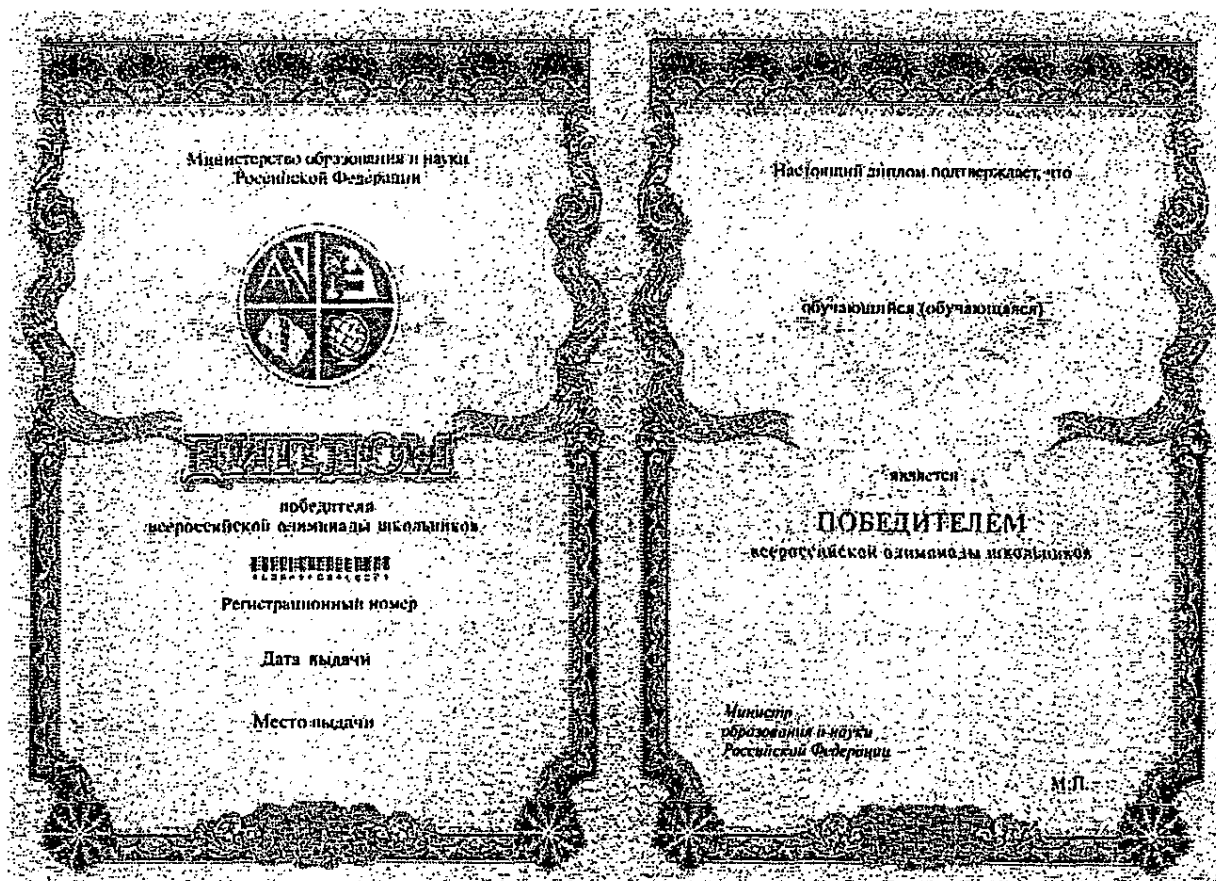 Министерство образования и науки
Российской Федерации
ДИПЛОМ
победителя
всероссийской олимпиады школьников
Регистрационный номер
Дата выдачи
Место выдачи
Настоящий диплом подтверждает, что
обучающийся (обучающаяся)
является
ПОБЕДИТЕЛЕМ
всероссийской олимпиады школьников
Министр
образования и науки
Российской Федерации
М.П.